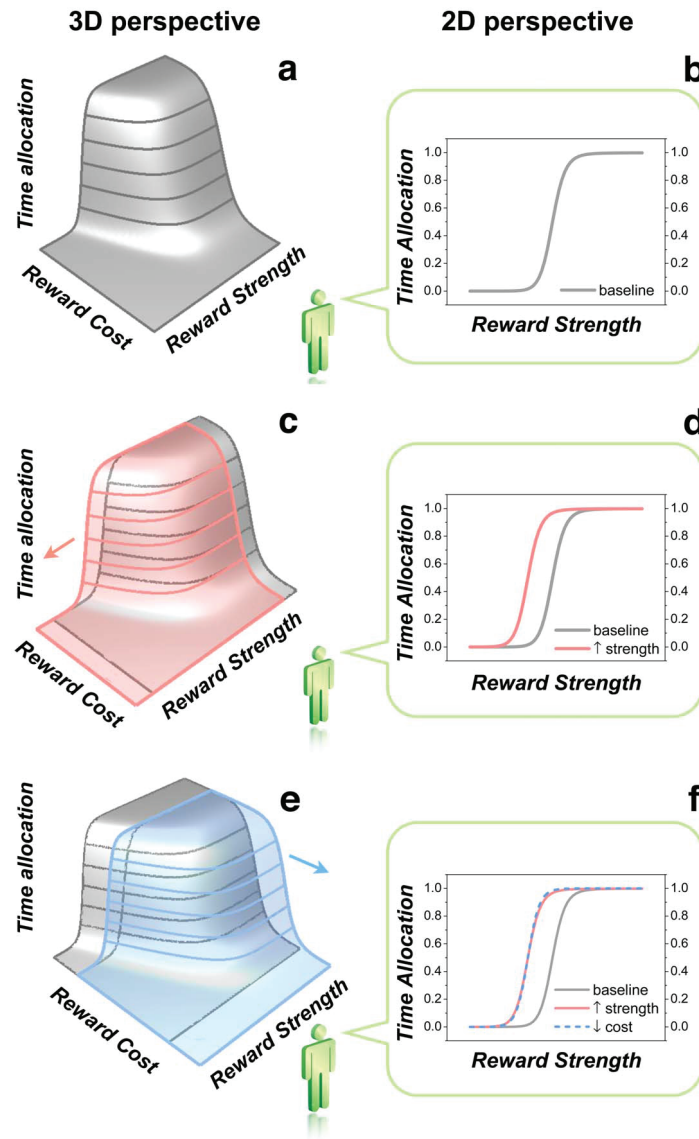 3D perspective
2D perspective
a
Time allocation
Reward Cost
Reward Strength
b
1.0
0.8
0.6
0.4
0.2
0.0
1.0
0.8
0.6
0.4
0.2
0.0
Time Allocation
baseline
Reward Strength
c
Time allocation
Reward Cost
Reward Strength
d
1.0
0.8
0.6
0.4
0.2
0.0
1.0
0.8
0.6
0.4
0.2
0.0
Time Allocation
baseline
↑ strength
Reward Strength
e
Time allocation
Reward Cost
Reward Strength
f
1.0
0.8
0.6
0.4
0.2
0.0
1.0
0.8
0.6
0.4
0.2
0.0
Time Allocation
baseline
↑ strength
↓ cost
Reward Strength